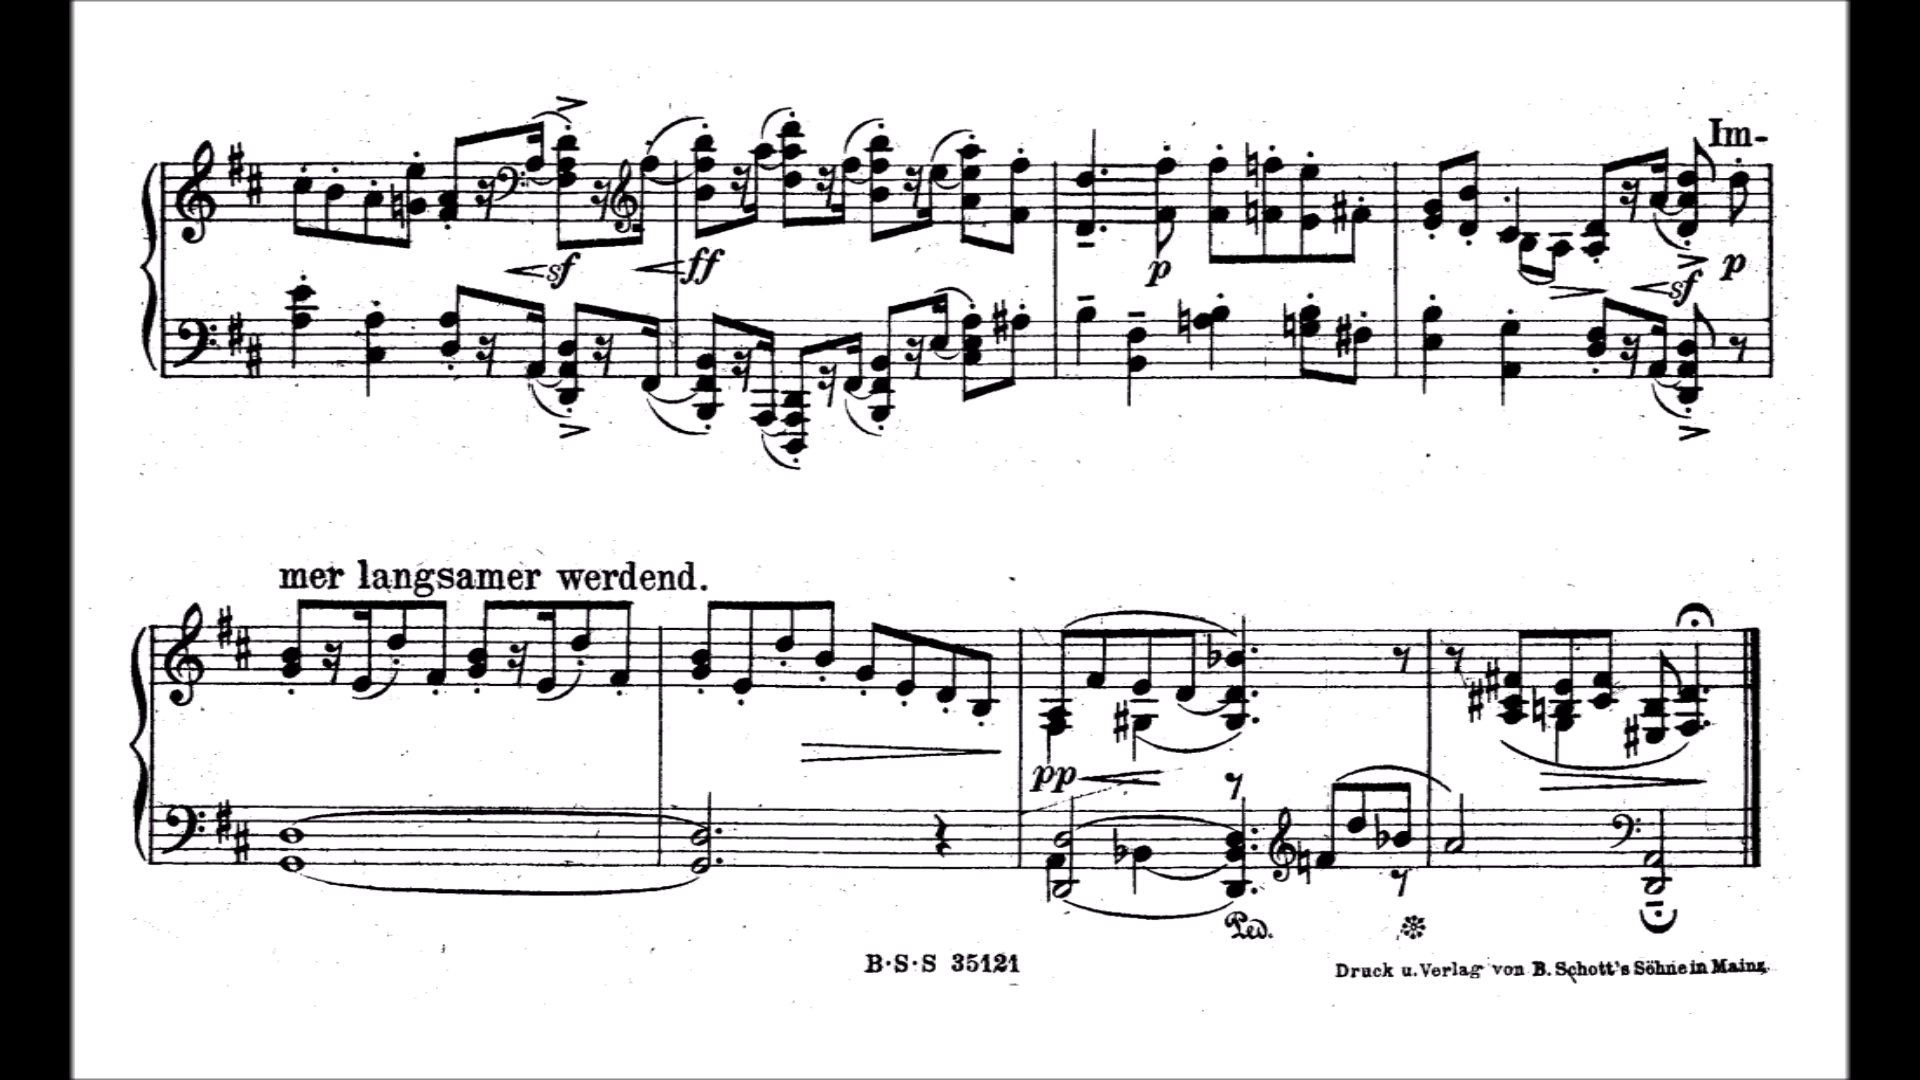 Im-
sf ff p sf p
mer langsamer werdend.
pp
Ped.
B·S·S 35121
Druck u. Verlag von B. Schott's Söhne in Mainz